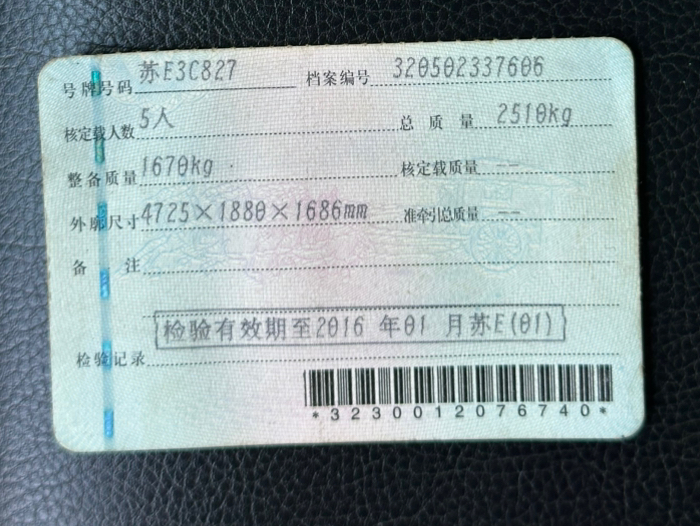 号牌号码 苏E3C827 档案编号 320502337606
核定载人数 5人 总质量 2510kg
整备质量 1670kg 核定载质量 --
外廓尺寸 4725×1880×1686mm 准牵引总质量 --
备注
检验有效期至2016 年01 月苏E(01)
检验记录
*3230012076740*